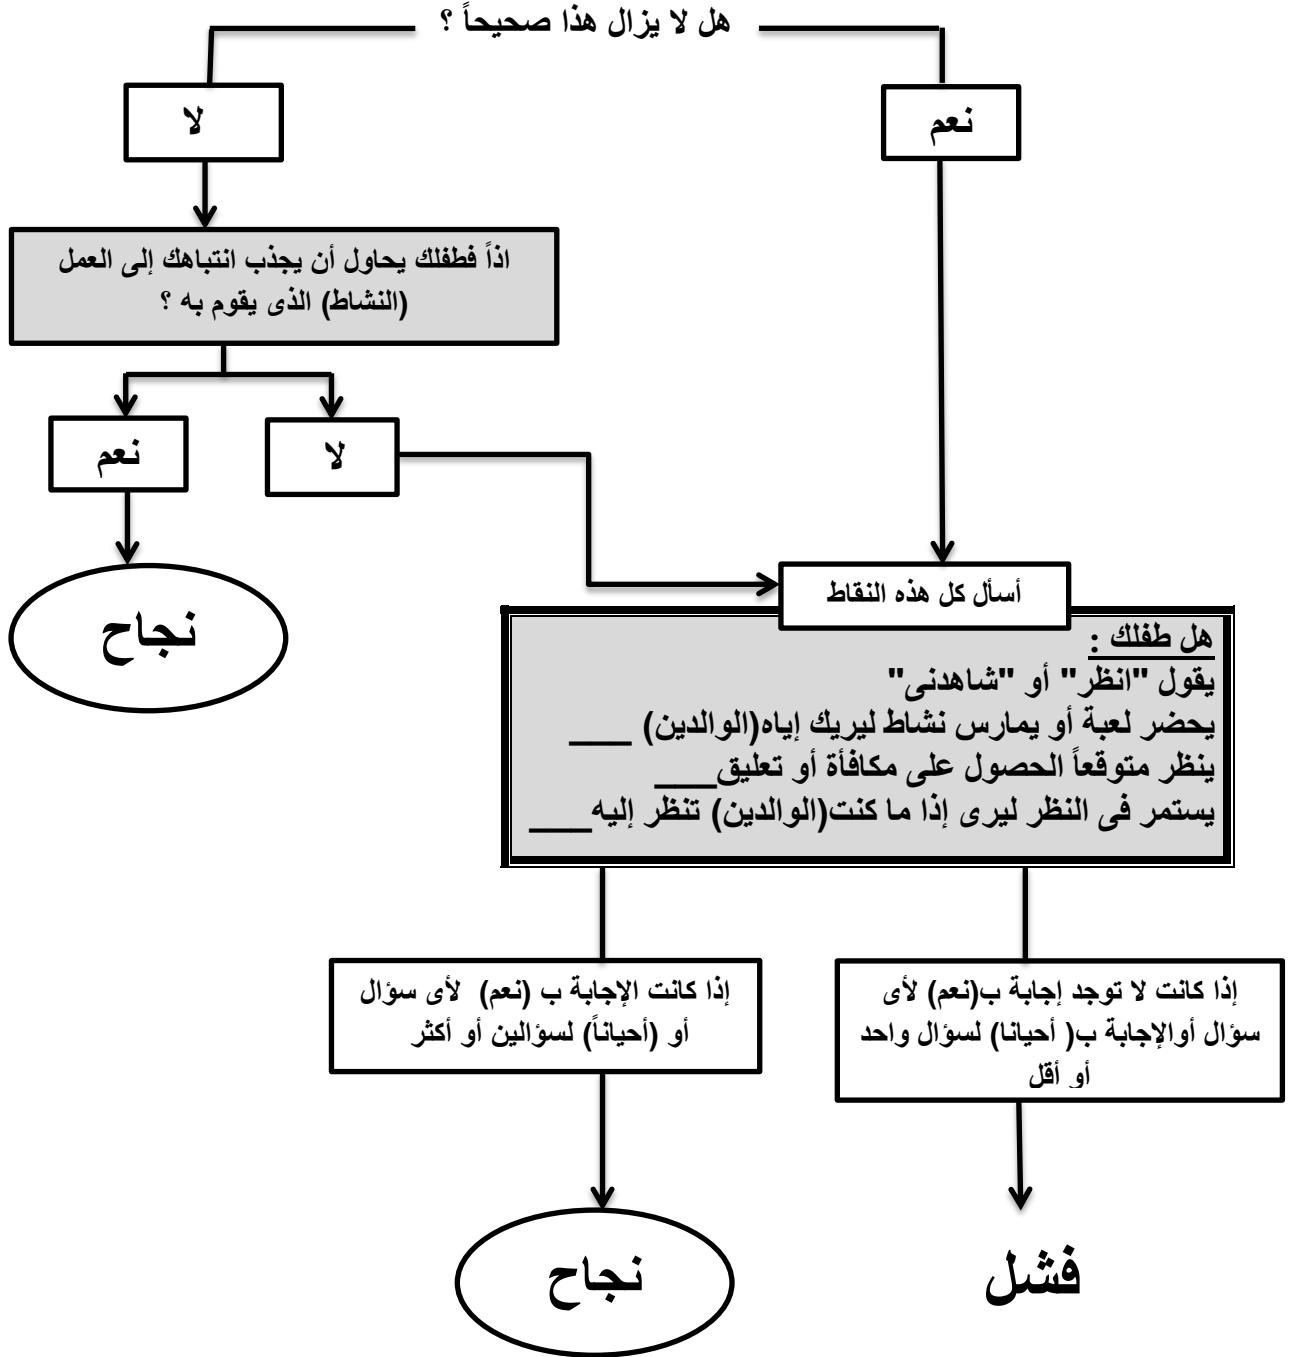 هل لا يزال هذا صحيحاً ؟
نعم
لا
اذاً فطفلك يحاول أن يجذب انتباهك إلى العمل
(النشاط) الذى يقوم به ؟
لا
نعم
نجاح
أسأل كل هذه النقاط
هل طفلك :
يقول "انظر" أو "شاهدنى"
يحضر لعبة أو يمارس نشاط ليريك إياه(الوالدين) ____
ينظر متوقعاً الحصول على مكافأة أو تعليق____
يستمر فى النظر ليرى إذا ما كنت(الوالدين) تنظر إليه____
إذا كانت لا توجد إجابة ب(نعم) لأى
سؤال أوالإجابة ب( أحيانا) لسؤال واحد
أو أقل
إذا كانت الإجابة ب (نعم) لأى سؤال
أو (أحياناً) لسؤالين أو أكثر
فشل
نجاح